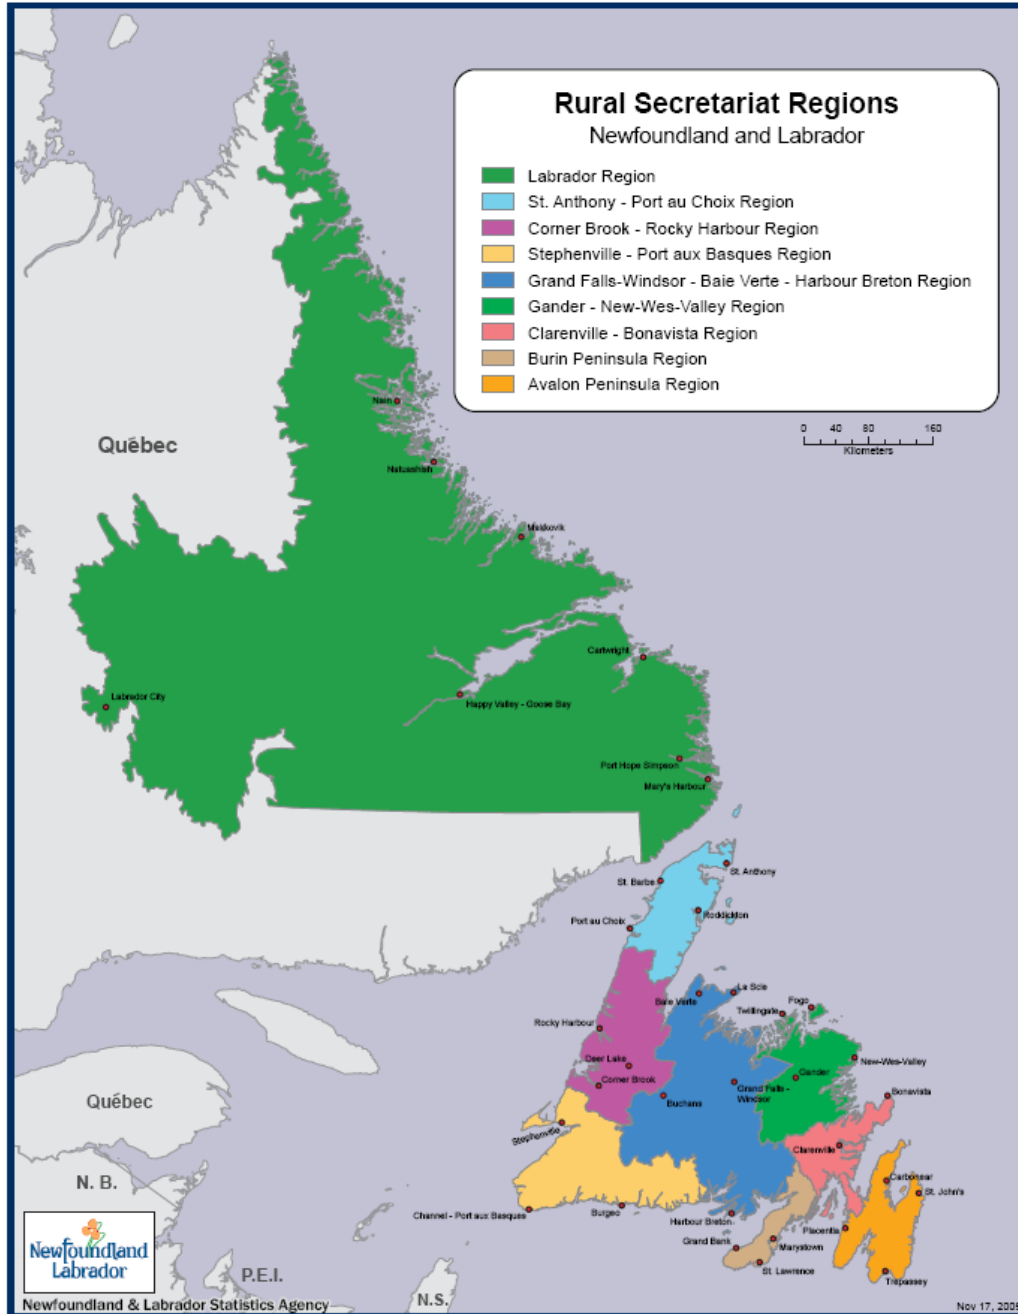 Rural Secretariat Regions
Newfoundland and Labrador
Labrador Region
St. Anthony - Port au Choix Region
Corner Brook - Rocky Harbour Region
Stephenville - Port aux Basques Region
Grand Falls-Windsor - Baie Verte - Harbour Breton Region
Gander - New-Wes-Valley Region
Clarenville - Bonavista Region
Burin Peninsula Region
Avalon Peninsula Region
0 40 80 160
Kilometers
Nain
Québec
Natuashish
Makkovik
Cartwright
Labrador City
Happy Valley - Goose Bay
Port Hope Simpson
Mary's Harbour
St. Anthony
St. Barbe
Roddickton
Port au Choix
La Scie
Baie Verte
Fogo
Twillingate
Rocky Harbour
New-Wes-Valley
Deer Lake
Gander
Corner Brook
Grand Falls -
Windsor
Buchans
Bonavista
Québec
Stephenville
Clarenville
N. B.
Carbonear
St. John's
Channel - Port aux Basques
Burgeo
Harbour Breton
Placentia
Grand Bank
Marystown
St. Lawrence
Trepassey
Newfoundland
Labrador
P.E.I.
N.S.
Newfoundland & Labrador Statistics Agency
Nov 17, 2005